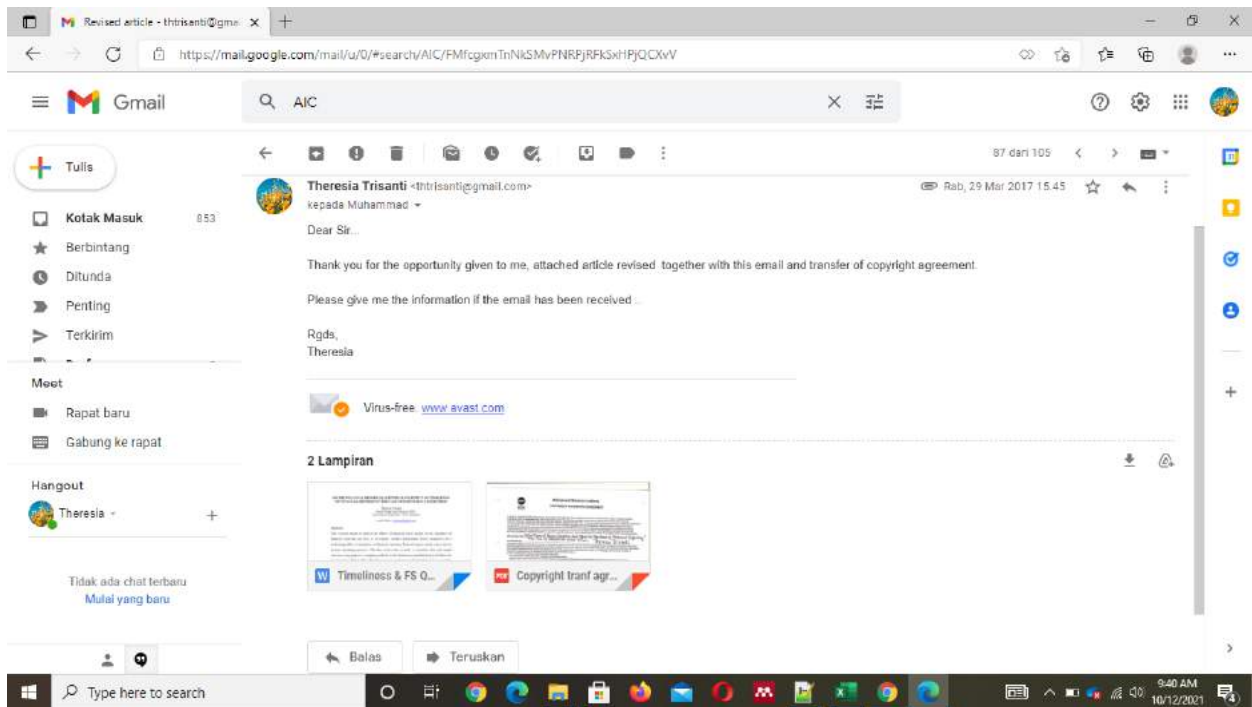 Revised article - thtrisanti@gmai
https://mail.google.com/mail/u/0/#search/AIC/FMfcgxmTnNkSMvPNRPjRFkSxHPjQCXvV
Gmail
AIC
Tulis
87 dari 105
Theresia Trisanti <thtrisanti@gmail.com>
Rab, 29 Mar 2017 15.45
kepada Muhammad
Kotak Masuk 853
Dear Sir...
Berbintang
Thank you for the opportunity given to me, attached article revised together with this email and transfer of copyright agreement.
Ditunda
Please give me the information if the email has been received ..
Penting
Terkirim
Rgds,
Theresia
Meet
Rapat baru
Virus-free. www.avast.com
Gabung ke rapat
2 Lampiran
Hangout
Theresia
Timeliness & FS Q...
Copyright tranf agr...
Tidak ada chat terbaru
Mulai yang baru
Balas
Teruskan
Type here to search
9:40 AM
10/12/2021